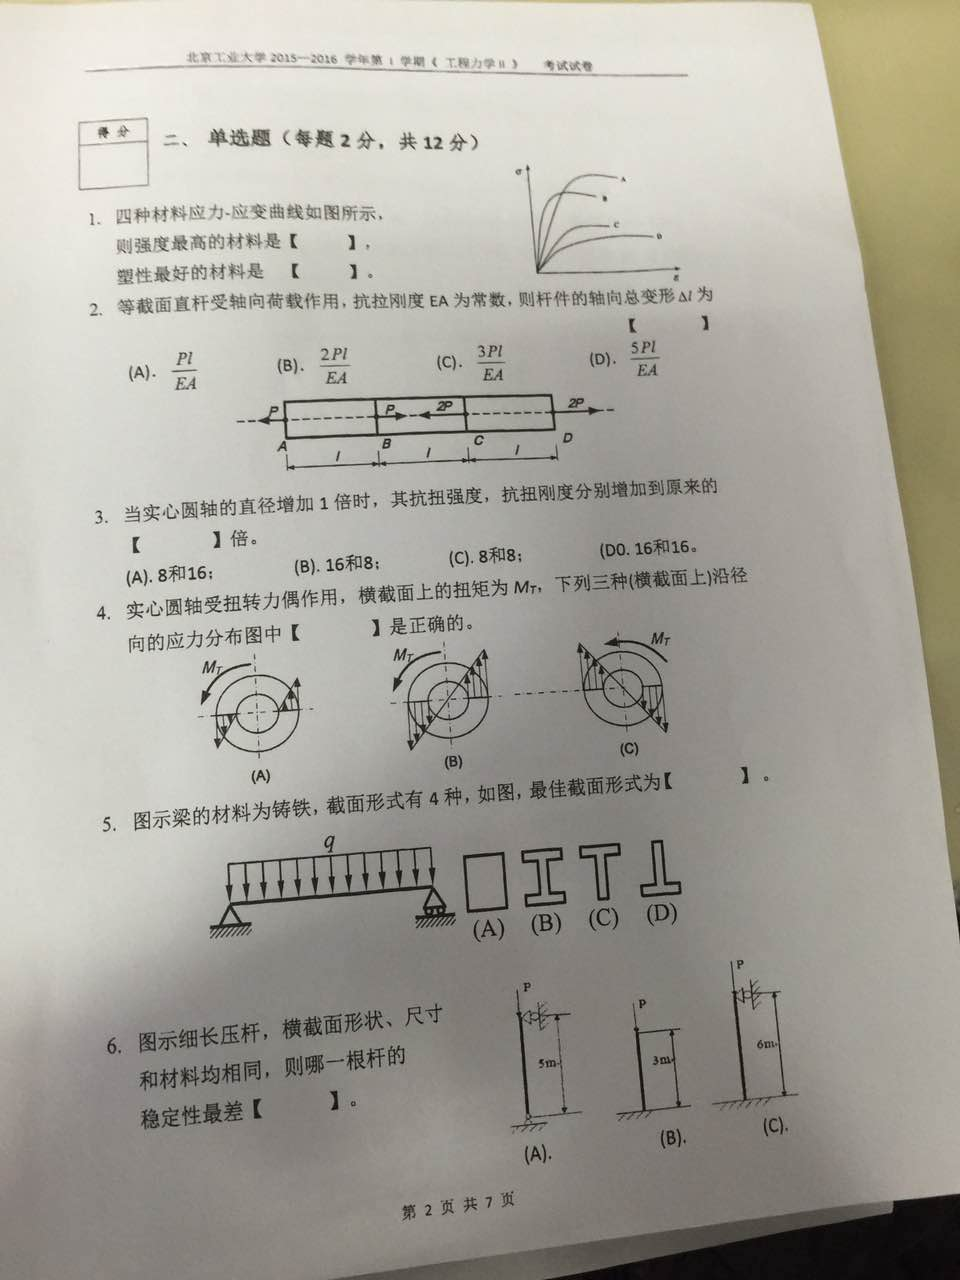 北京工业大学2015—2016 学年第 I 学期《 工程力学II 》 考试试卷
得 分
二、 单选题（每题2分，共12分）
1. 四种材料应力-应变曲线如图所示，
则强度最高的材料是【 】，
塑性最好的材料是 【 】。
σ
A
B
C
D
ε
2. 等截面直杆受轴向荷载作用，抗拉刚度 EA 为常数，则杆件的轴向总变形 Δl 为
【 】
(A). Pl/EA (B). 2Pl/EA (C). 3Pl/EA (D). 5Pl/EA
P P 2P 2P
A B C D
l l l
3. 当实心圆轴的直径增加 1 倍时，其抗扭强度，抗扭刚度分别增加到原来的
【 】倍。
(A). 8和16； (B). 16和8； (C). 8和8； (D0. 16和16。
4. 实心圆轴受扭转力偶作用，横截面上的扭矩为 MT，下列三种(横截面上)沿径
向的应力分布图中【 】是正确的。
MT MT MT
(A) (B) (C)
5. 图示梁的材料为铸铁，截面形式有 4 种，如图，最佳截面形式为【 】。
q
(A) (B) (C) (D)
6. 图示细长压杆，横截面形状、尺寸
和材料均相同，则哪一根杆的
稳定性最差【 】。
P P P
5m 3m 6m
(A). (B). (C).
第 2 页 共 7 页